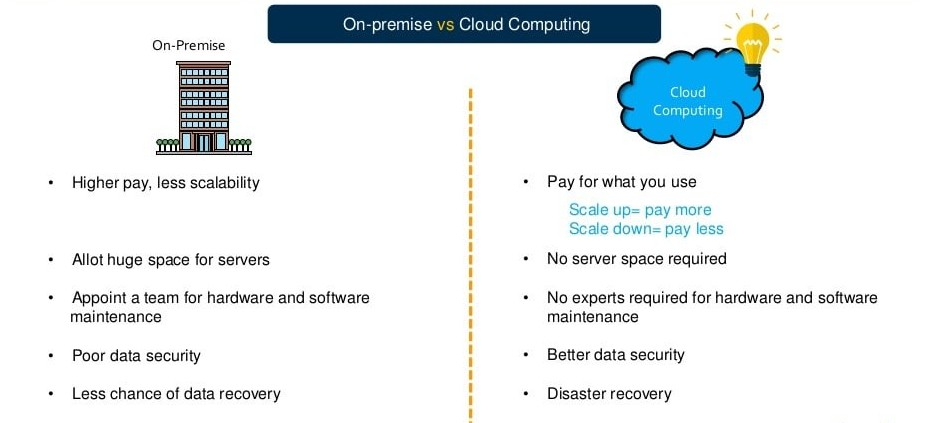 On-premise vs Cloud Computing
On-Premise
• Higher pay, less scalability
• Allot huge space for servers
• Appoint a team for hardware and software
maintenance
• Poor data security
• Less chance of data recovery
Cloud
Computing
• Pay for what you use
Scale up= pay more
Scale down= pay less
• No server space required
• No experts required for hardware and software
maintenance
• Better data security
• Disaster recovery